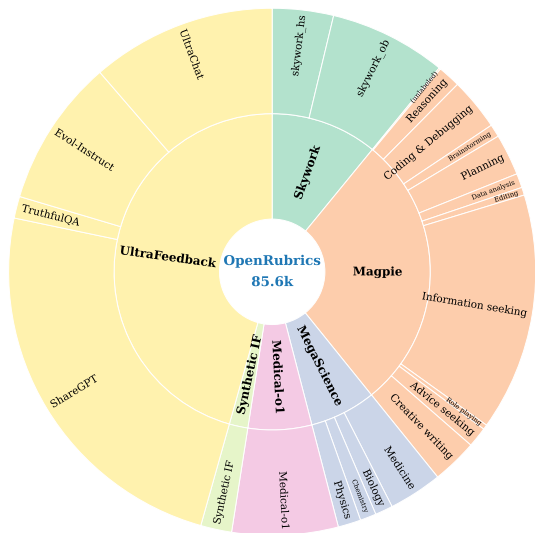 OpenRubrics
85.6k
Skywork
skywork_hs
skywork_ob
Magpie
(unlabeled)
Reasoning
Coding & Debugging
Brainstorming
Planning
Data analysis
Editing
Information seeking
Role playing
Advice seeking
Creative writing
MegaScience
Medicine
Biology
Chemistry
Physics
Medical-o1
Medical-o1
Synthetic IF
Synthetic IF
UltraFeedback
ShareGPT
TruthfulQA
Evol-Instruct
UltraChat